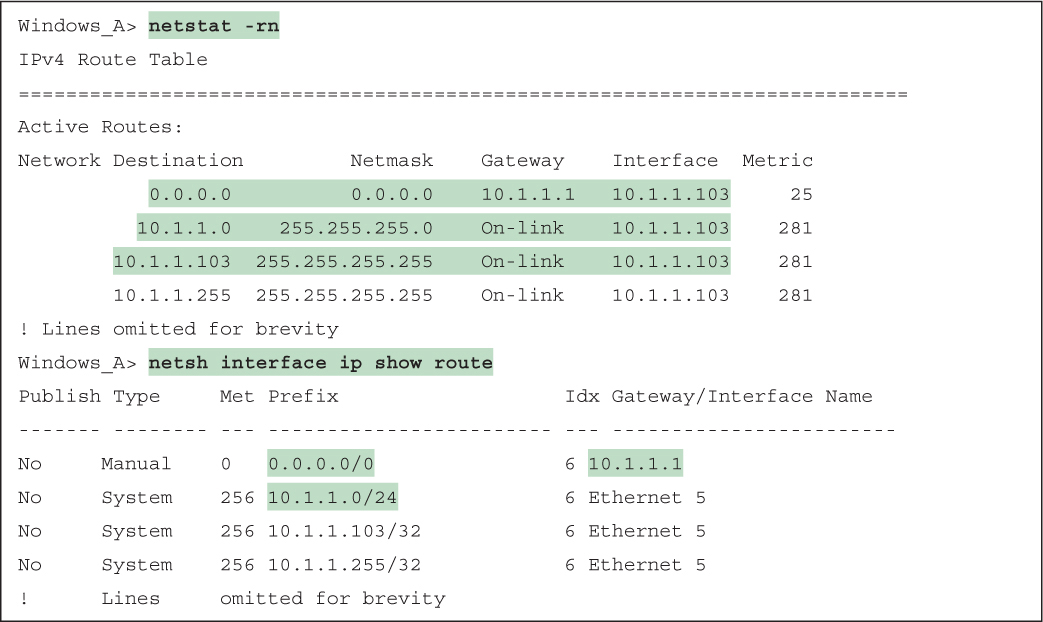 Windows_A> netstat -rn
IPv4 Route Table
===========================================================================
Active Routes:
Network Destination         Netmask    Gateway    Interface  Metric
           0.0.0.0          0.0.0.0    10.1.1.1   10.1.1.103     25
          10.1.1.0    255.255.255.0    On-link    10.1.1.103    281
        10.1.1.103  255.255.255.255    On-link    10.1.1.103    281
        10.1.1.255  255.255.255.255    On-link    10.1.1.103    281
! Lines omitted for brevity
Windows_A> netsh interface ip show route
Publish Type     Met Prefix                   Idx Gateway/Interface Name
------- -------- --- ------------------------ --- ------------------------
No     Manual    0   0.0.0.0/0                6 10.1.1.1
No     System    256 10.1.1.0/24              6 Ethernet 5
No     System    256 10.1.1.103/32            6 Ethernet 5
No     System    256 10.1.1.255/32            6 Ethernet 5
!      Lines     omitted for brevity